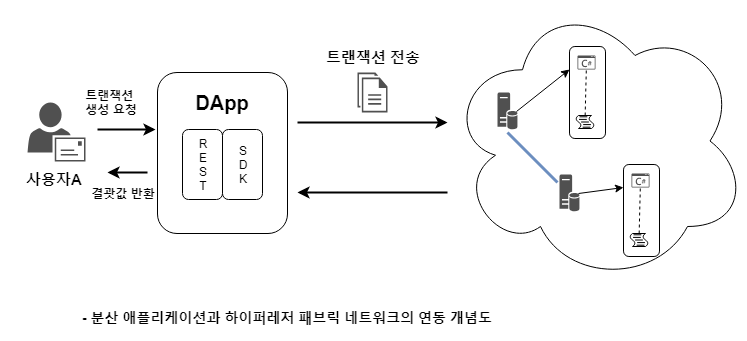 트랜잭션
생성 요청
사용자A
결괏값 반환
DApp
REST
SDK
트랜잭션 전송
C#
C#
- 분산 애플리케이션과 하이퍼레저 패브릭 네트워크의 연동 개념도